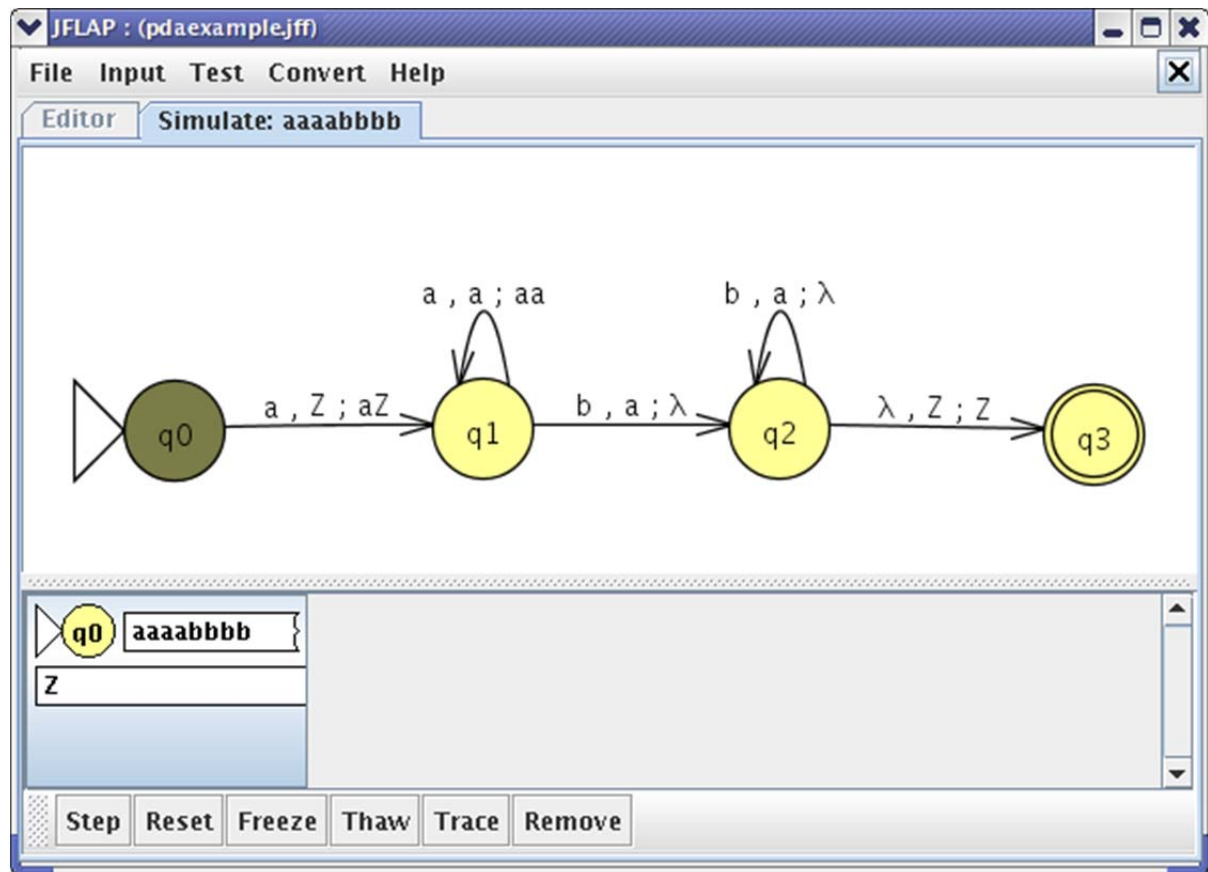 JFLAP : (pdaexample.jff)
File Input Test Convert Help
Editor Simulate: aaaabbbb
a , a ; aa b , a ; λ
a , Z ; aZ b , a ; λ λ , Z ; Z
q0 q1 q2 q3
q0 aaaabbbb
Z
Step Reset Freeze Thaw Trace Remove